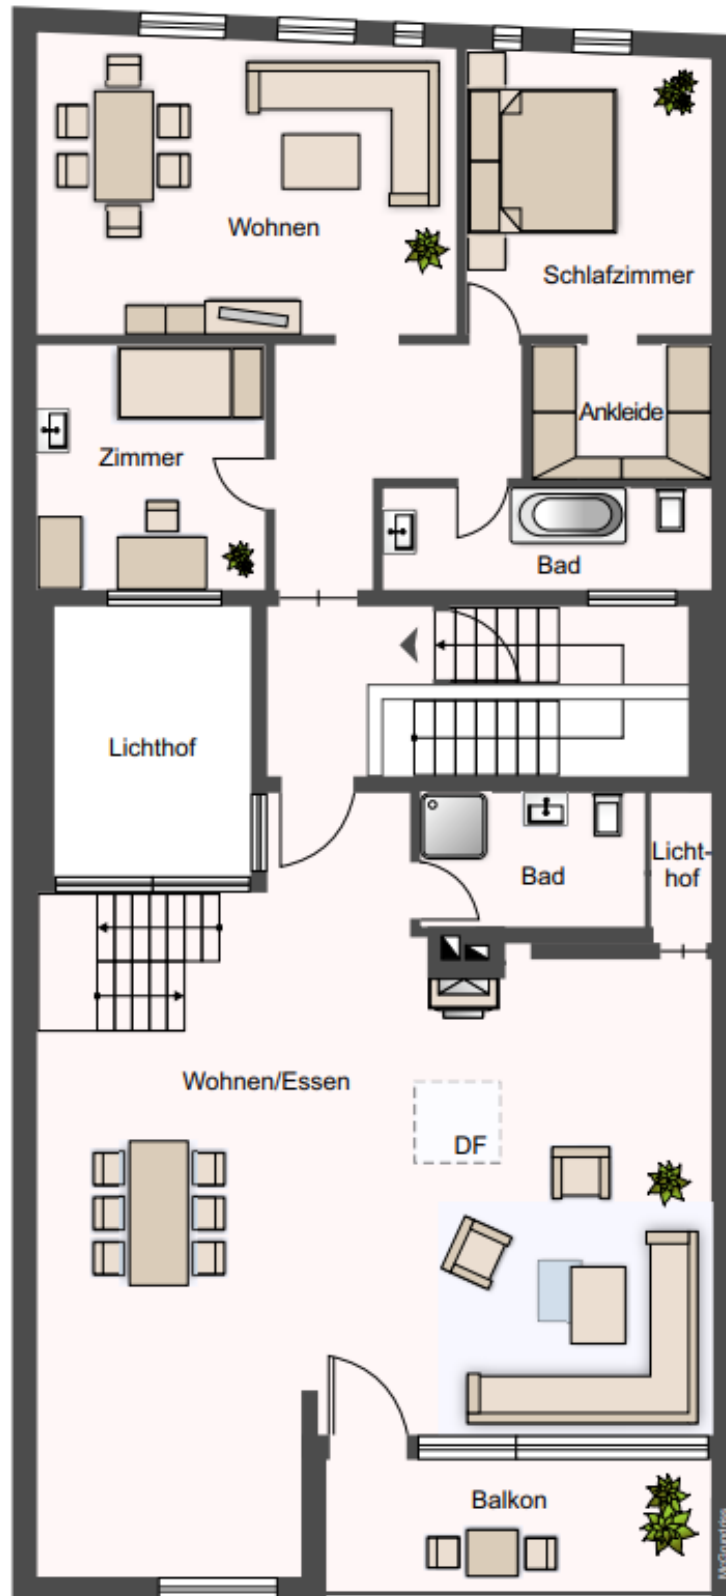 Wohnen
Schlafzimmer
Ankleide
Zimmer
Bad
Lichthof
Licht-
hof
Bad
Wohnen/Essen
DF
Balkon